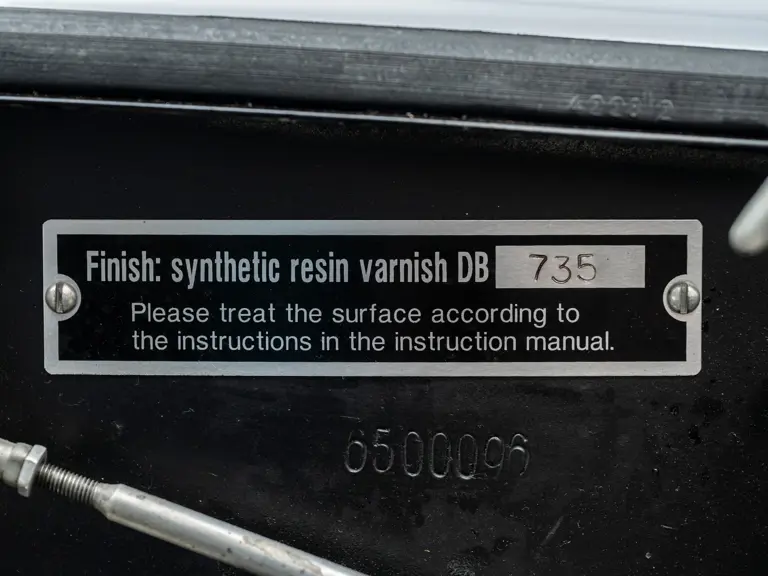 Finish: synthetic resin varnish DB 735
Please treat the surface according to
the instructions in the instruction manual.
6500096